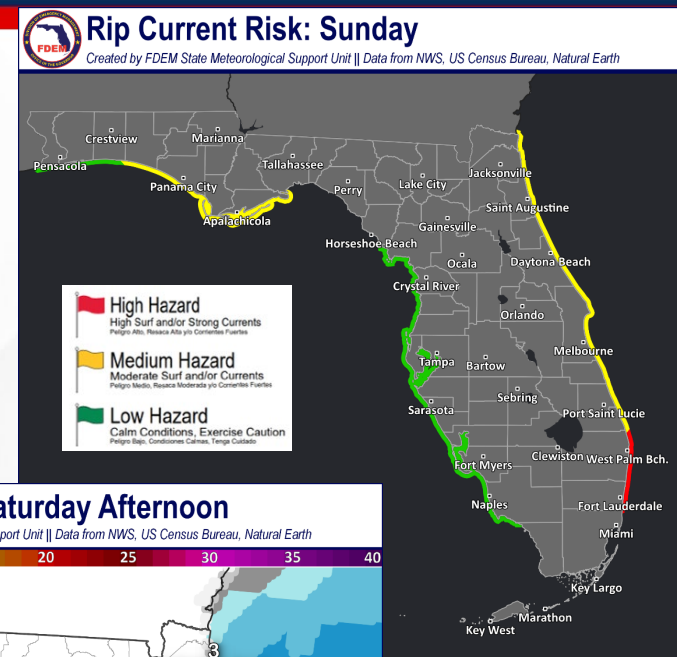 FDEM
Rip Current Risk: Sunday
Created by FDEM State Meteorological Support Unit || Data from NWS, US Census Bureau, Natural Earth
Crestview
Marianna
Pensacola
Panama City
Tallahassee
Apalachicola
Perry
Lake City
Jacksonville
Saint Augustine
Gainesville
Horseshoe Beach
Ocala
Daytona Beach
Crystal River
Orlando
Melbourne
Tampa
Bartow
Sebring
Sarasota
Port Saint Lucie
Clewiston
West Palm Bch.
Fort Myers
Naples
Fort Lauderdale
Miami
Key Largo
Marathon
Key West
High Hazard
High Surf and/or Strong Currents
Peligro Alto, Resaca Alta y/o Corrientes Fuertes
Medium Hazard
Moderate Surf and/or Currents
Peligro Medio, Resaca Moderada y/o Corrientes Fuertes
Low Hazard
Calm Conditions, Exercise Caution
Peligro Bajo, Condiciones Calmas, Tenga Cuidado
aturday Afternoon
port Unit || Data from NWS, US Census Bureau, Natural Earth
20 25 30 35 40
3